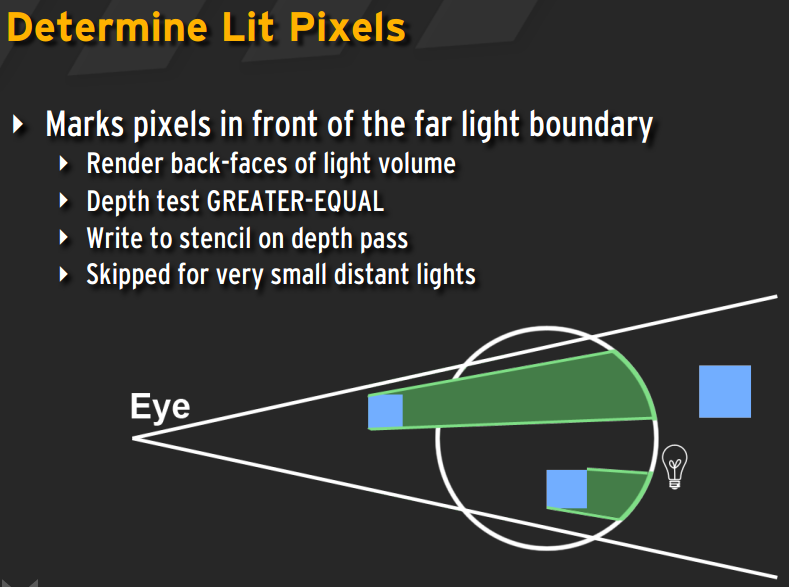 Determine Lit Pixels
Marks pixels in front of the far light boundary
Render back-faces of light volume
Depth test GREATER-EQUAL
Write to stencil on depth pass
Skipped for very small distant lights
Eye